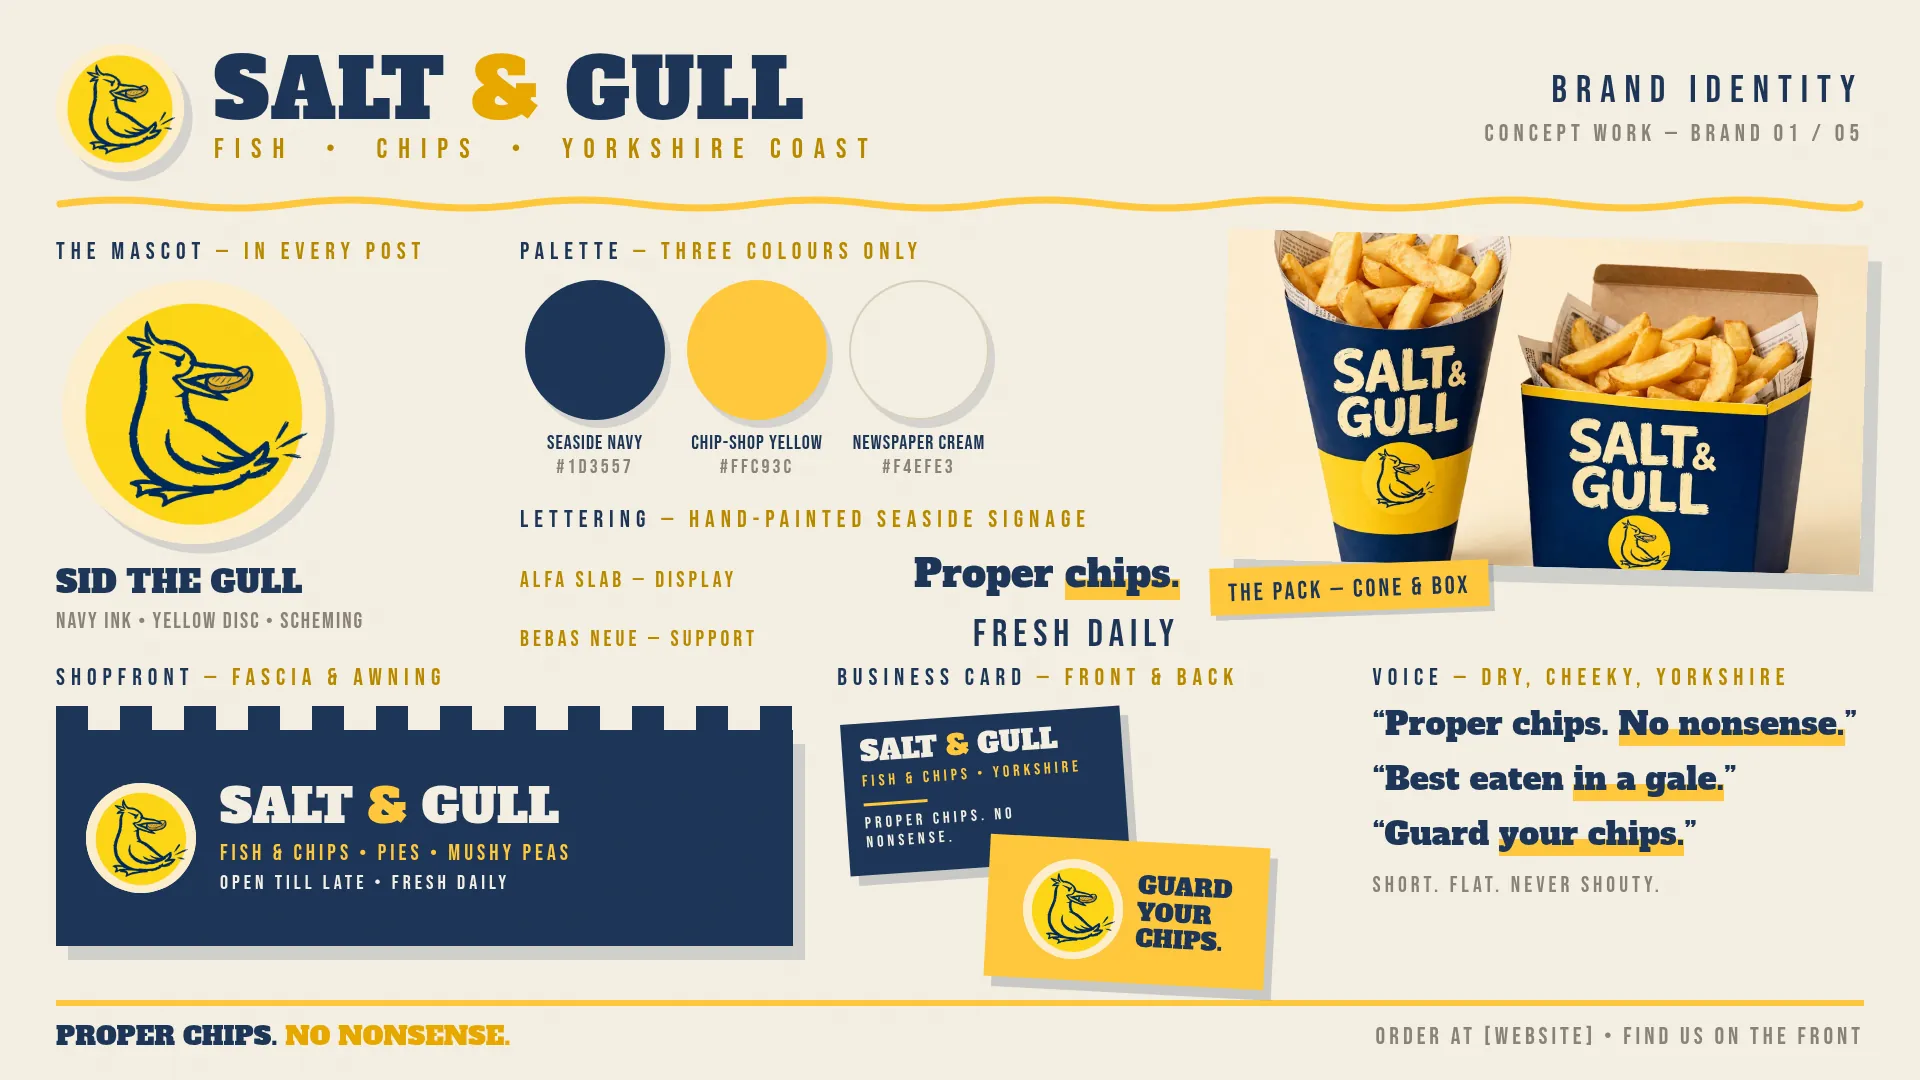 SALT & GULL
FISH • CHIPS • YORKSHIRE COAST
BRAND IDENTITY
CONCEPT WORK — BRAND 01 / 05
THE MASCOT — IN EVERY POST
SID THE GULL
NAVY INK • YELLOW DISC • SCHEMING
PALETTE — THREE COLOURS ONLY
SEASIDE NAVY
#1D3557
CHIP-SHOP YELLOW
#FFC93C
NEWSPAPER CREAM
#F4EFE3
LETTERING — HAND-PAINTED SEASIDE SIGNAGE
ALFA SLAB — DISPLAY
Proper chips.
BEBAS NEUE — SUPPORT
FRESH DAILY
SALT&
GULL
SALT&
GULL
THE PACK — CONE & BOX
SHOPFRONT — FASCIA & AWNING
SALT & GULL
FISH & CHIPS • PIES • MUSHY PEAS
OPEN TILL LATE • FRESH DAILY
BUSINESS CARD — FRONT & BACK
SALT & GULL
FISH & CHIPS • YORKSHIRE
PROPER CHIPS. NO
NONSENSE.
GUARD
YOUR
CHIPS.
VOICE — DRY, CHEEKY, YORKSHIRE
“Proper chips. No nonsense.”
“Best eaten in a gale.”
“Guard your chips.”
SHORT. FLAT. NEVER SHOUTY.
PROPER CHIPS. NO NONSENSE.
ORDER AT [WEBSITE] • FIND US ON THE FRONT